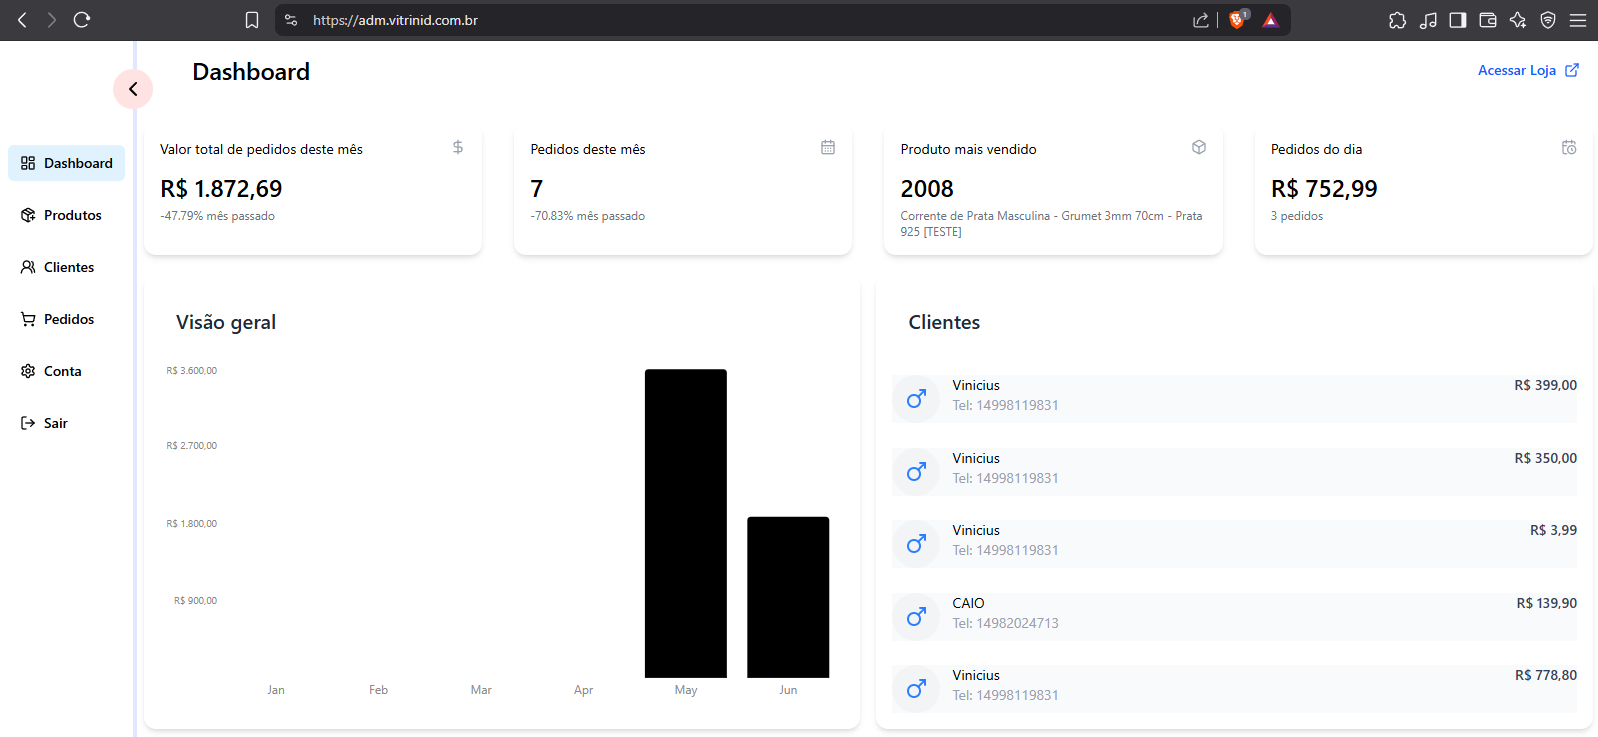 https://adm.vitrinid.com.br
1
Dashboard
Acessar Loja
Dashboard
Produtos
Clientes
Pedidos
Conta
Sair
Valor total de pedidos deste mês
R$ 1.872,69
-47.79% mês passado
Pedidos deste mês
7
-70.83% mês passado
Produto mais vendido
2008
Corrente de Prata Masculina - Grumet 3mm 70cm - Prata
925 [TESTE]
Pedidos do dia
R$ 752,99
3 pedidos
Visão geral
R$ 3.600,00
R$ 2.700,00
R$ 1.800,00
R$ 900,00
Jan Feb Mar Apr May Jun
Clientes
Vinicius R$ 399,00
Tel: 14998119831
Vinicius R$ 350,00
Tel: 14998119831
Vinicius R$ 3,99
Tel: 14998119831
CAIO R$ 139,90
Tel: 14982024713
Vinicius R$ 778,80
Tel: 14998119831